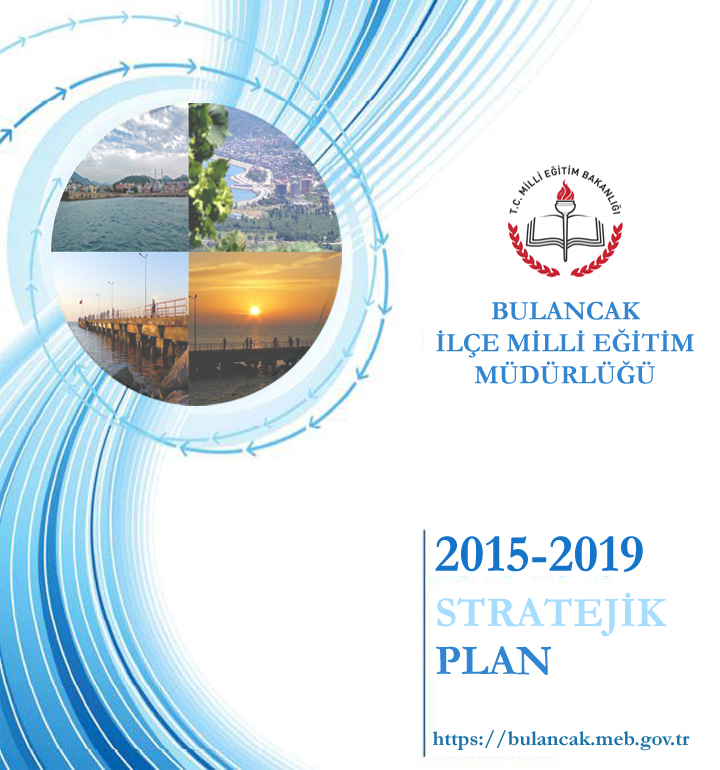 T.C. MİLLİ EĞİTİM BAKANLIĞI
BULANCAK
İLÇE MİLLİ EĞİTİM
MÜDÜRLÜĞÜ
2015-2019
STRATEJİK
PLAN
https://bulancak.meb.gov.tr